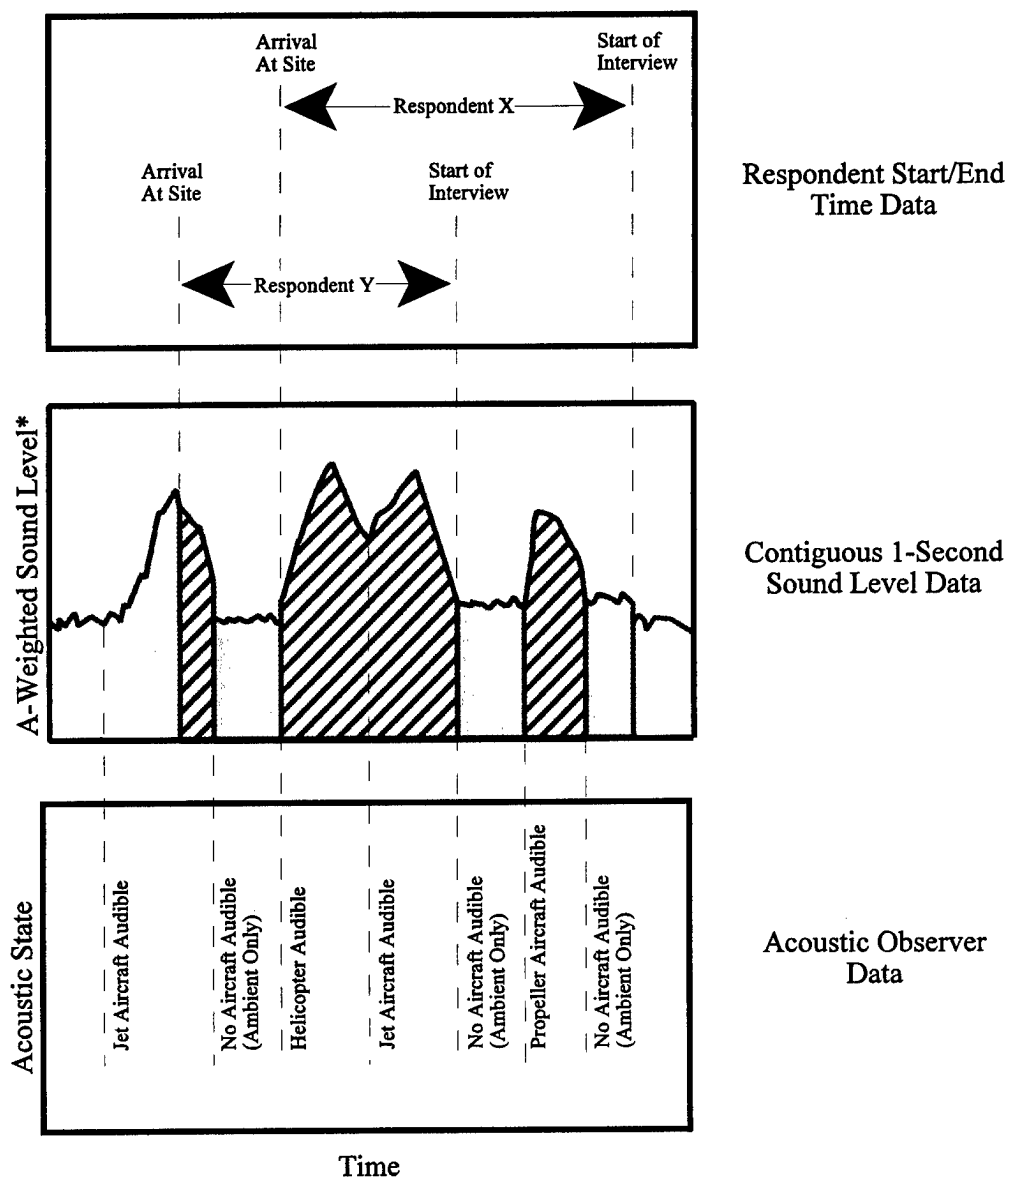 Arrival
At Site
Start of
Interview
Respondent X
Arrival
At Site
Start of
Interview
Respondent Y
Respondent Start/End
Time Data
A-Weighted Sound Level*
Contiguous 1-Second
Sound Level Data
Acoustic State
Jet Aircraft Audible
No Aircraft Audible
(Ambient Only)
Helicopter Audible
Jet Aircraft Audible
No Aircraft Audible
(Ambient Only)
Propeller Aircraft Audible
No Aircraft Audible
(Ambient Only)
Acoustic Observer
Data
Time